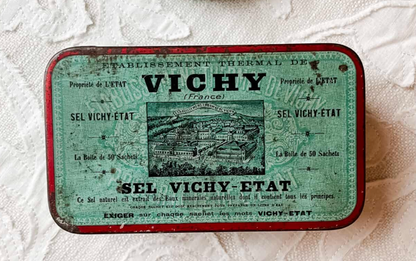 ETABLISSEMENT THERMAL DE
VICHY
(France)
Propriété de L'ETAT
Propriété de L'ETAT
SEL VICHY-ETAT
SEL VICHY-ETAT
La Boîte de 50 Sachets
La Boîte de 50 Sachets
SEL VICHY-ETAT
Ce Sel naturel est extrait des Eaux minérales naturelles dont il contient tous les principes.
EXIGER sur chaque sachet les mots VICHY-ETAT